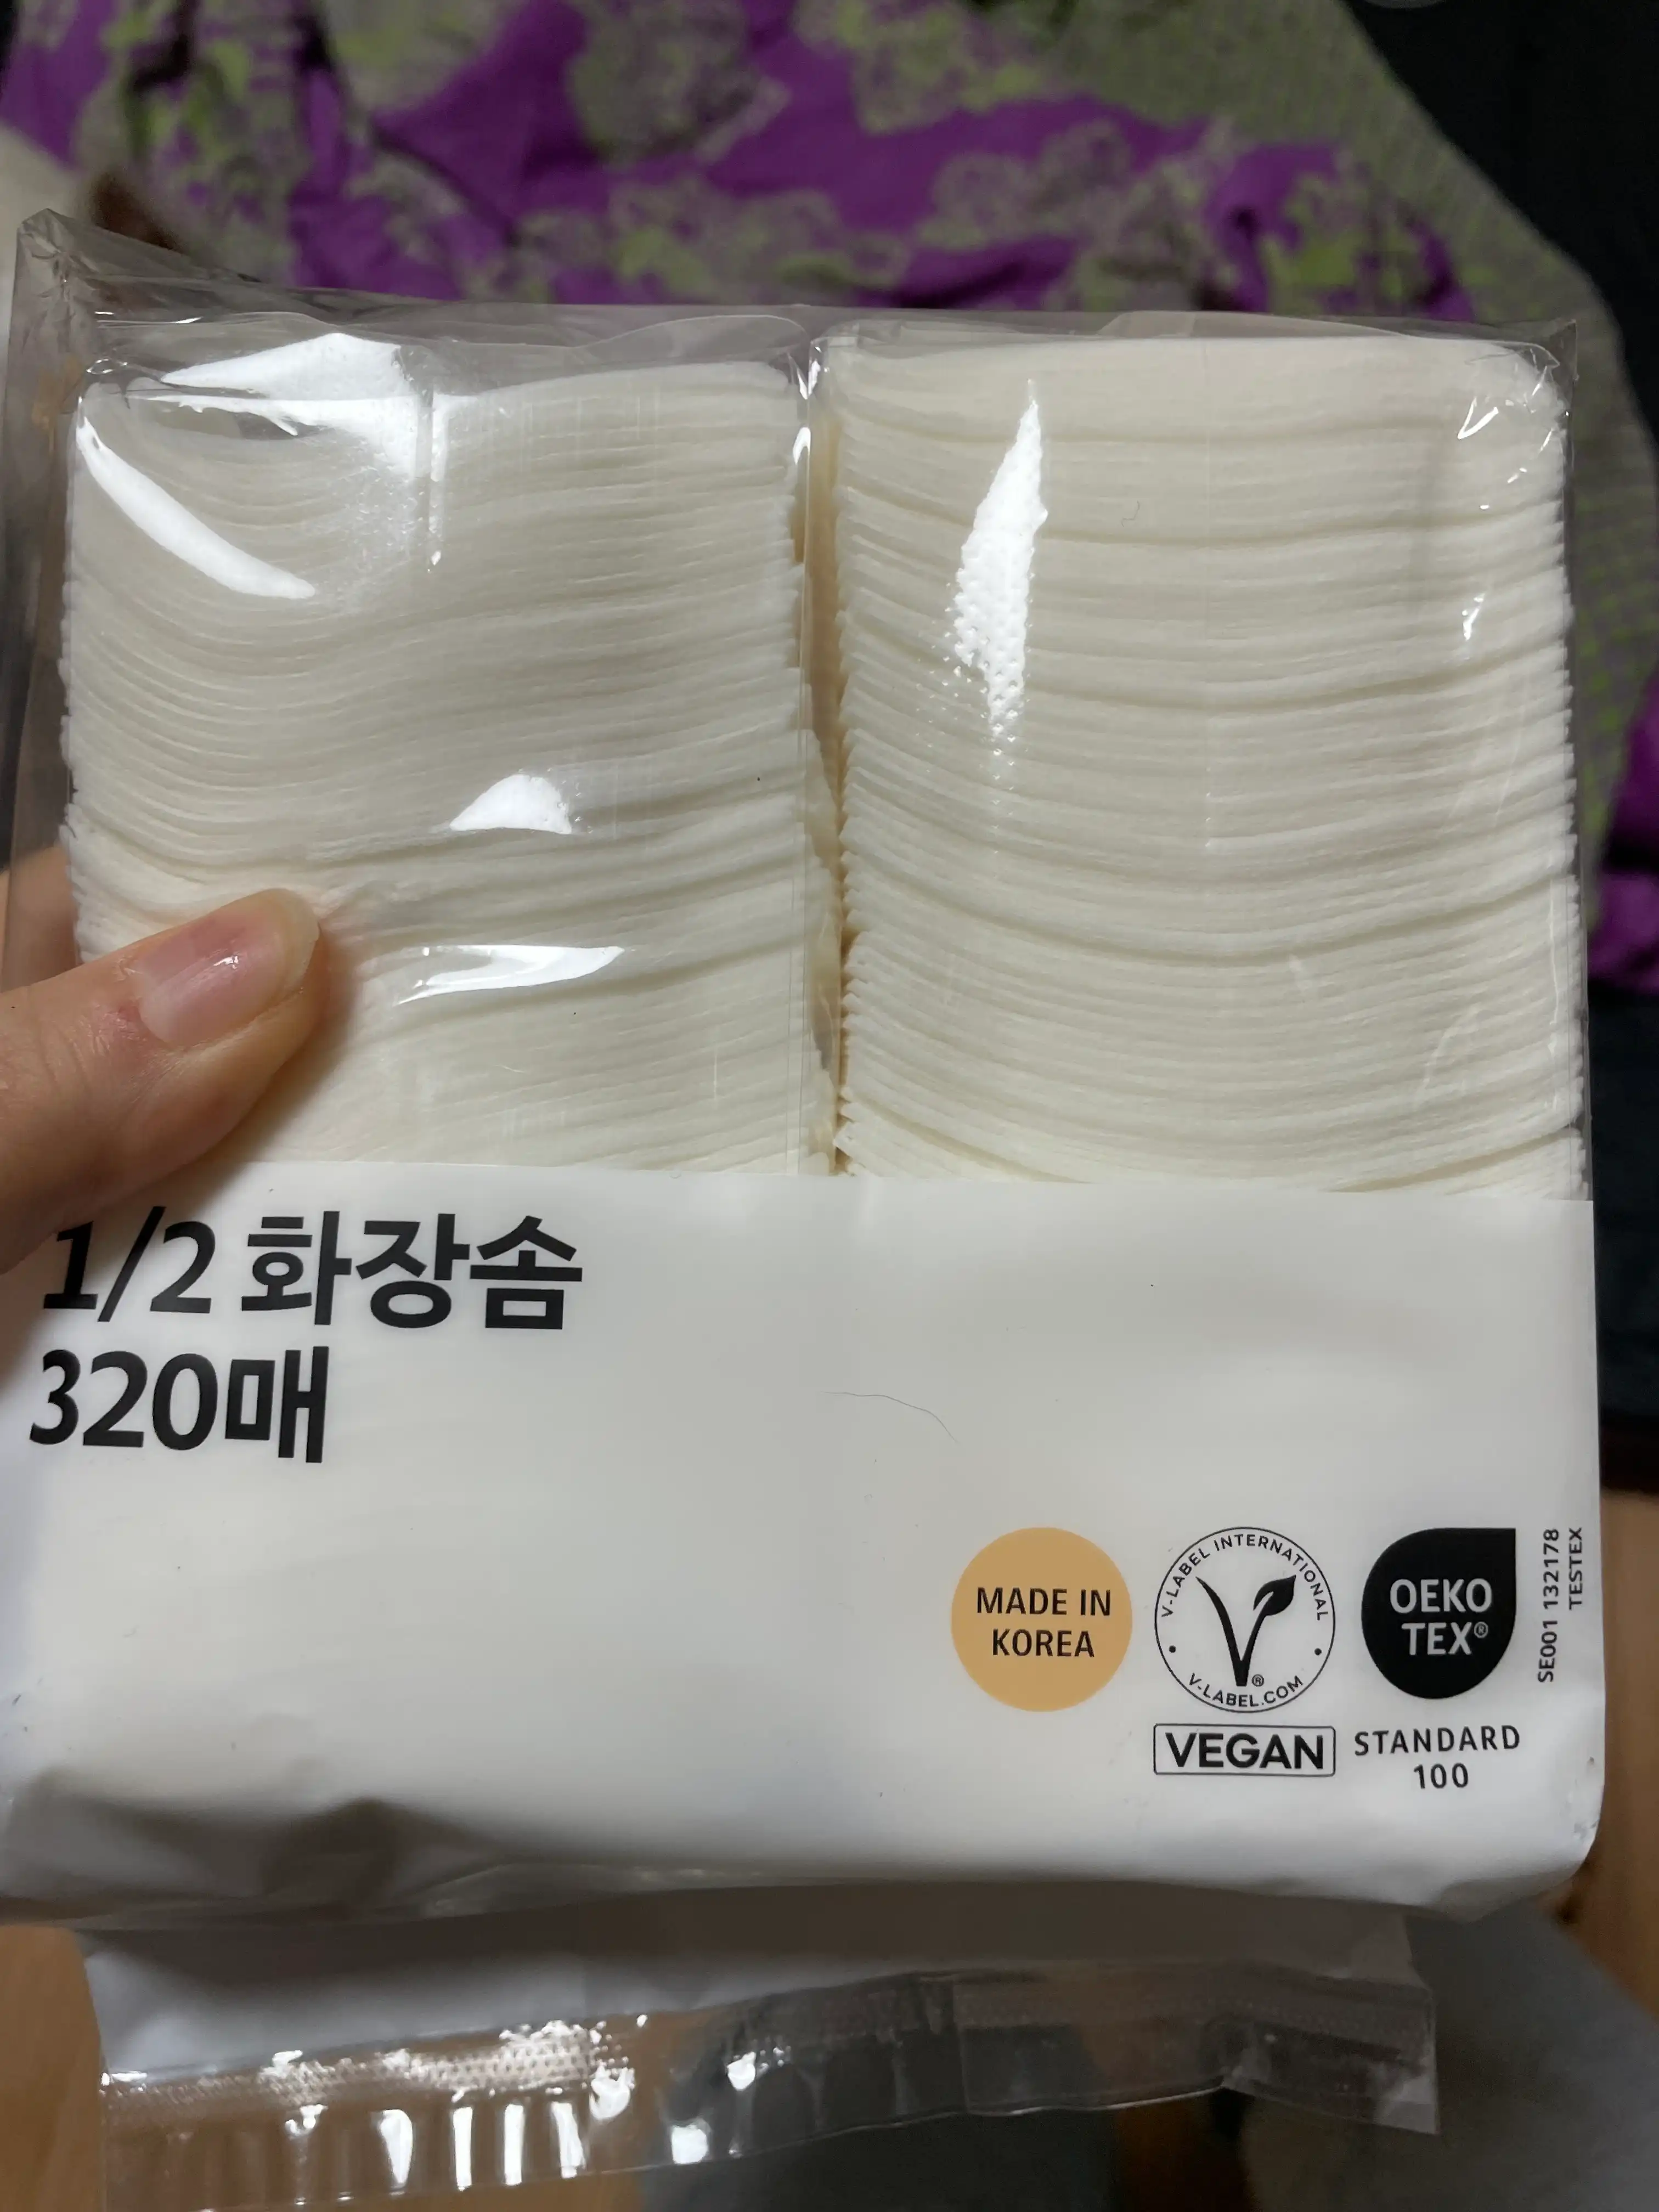 1/2 화장솜
320매
MADE IN
KOREA
V-LABEL INTERNATIONAL
V®
V-LABEL.COM
VEGAN
OEKO
TEX®
STANDARD
100
SE001 132178
TESTEX